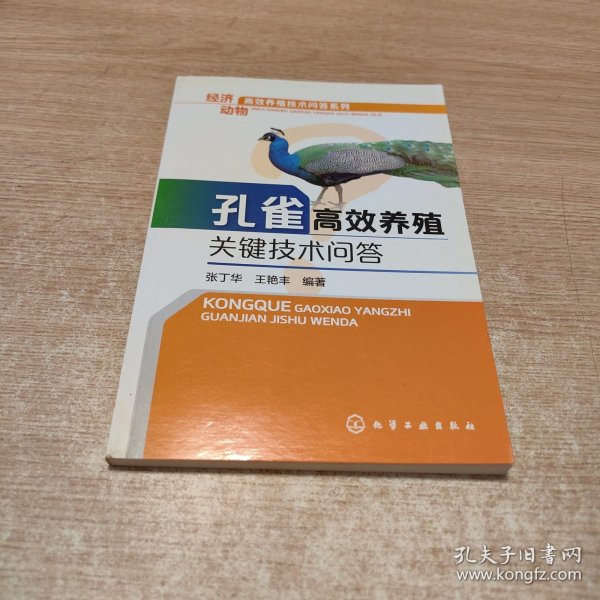 经济
动物
高效养殖技术问答系列
孔雀高效养殖
关键技术问答
张丁华 王艳丰 编著
KONGQUE GAOXIAO YANGZHI
GUANJIAN JISHU WENDA
化学工业出版社
孔夫子旧书网
www.kongfz.com